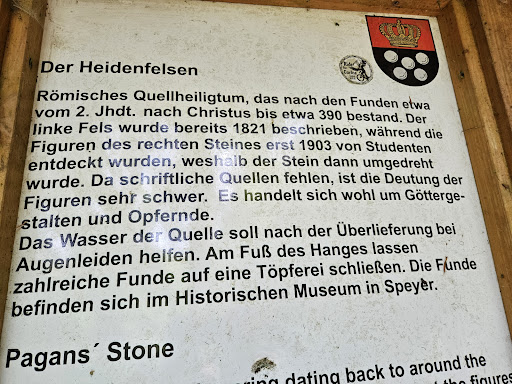 Der Heidenfelsen
Römisches Quellheiligtum, das nach den Funden etwa
vom 2. Jhdt. nach Christus bis etwa 390 bestand. Der
linke Fels wurde bereits 1821 beschrieben, während die
Figuren des rechten Steines erst 1903 von Studenten
entdeckt wurden, weshalb der Stein dann umgedreht
wurde. Da schriftliche Quellen fehlen, ist die Deutung der
Figuren sehr schwer. Es handelt sich wohl um Götterge-
stalten und Opfernde.
Das Wasser der Quelle soll nach der Überlieferung bei
Augenleiden helfen. Am Fuß des Hanges lassen
zahlreiche Funde auf eine Töpferei schließen. Die Funde
befinden sich im Historischen Museum in Speyer.
Pagans´ Stone
dating back to around the
the figures